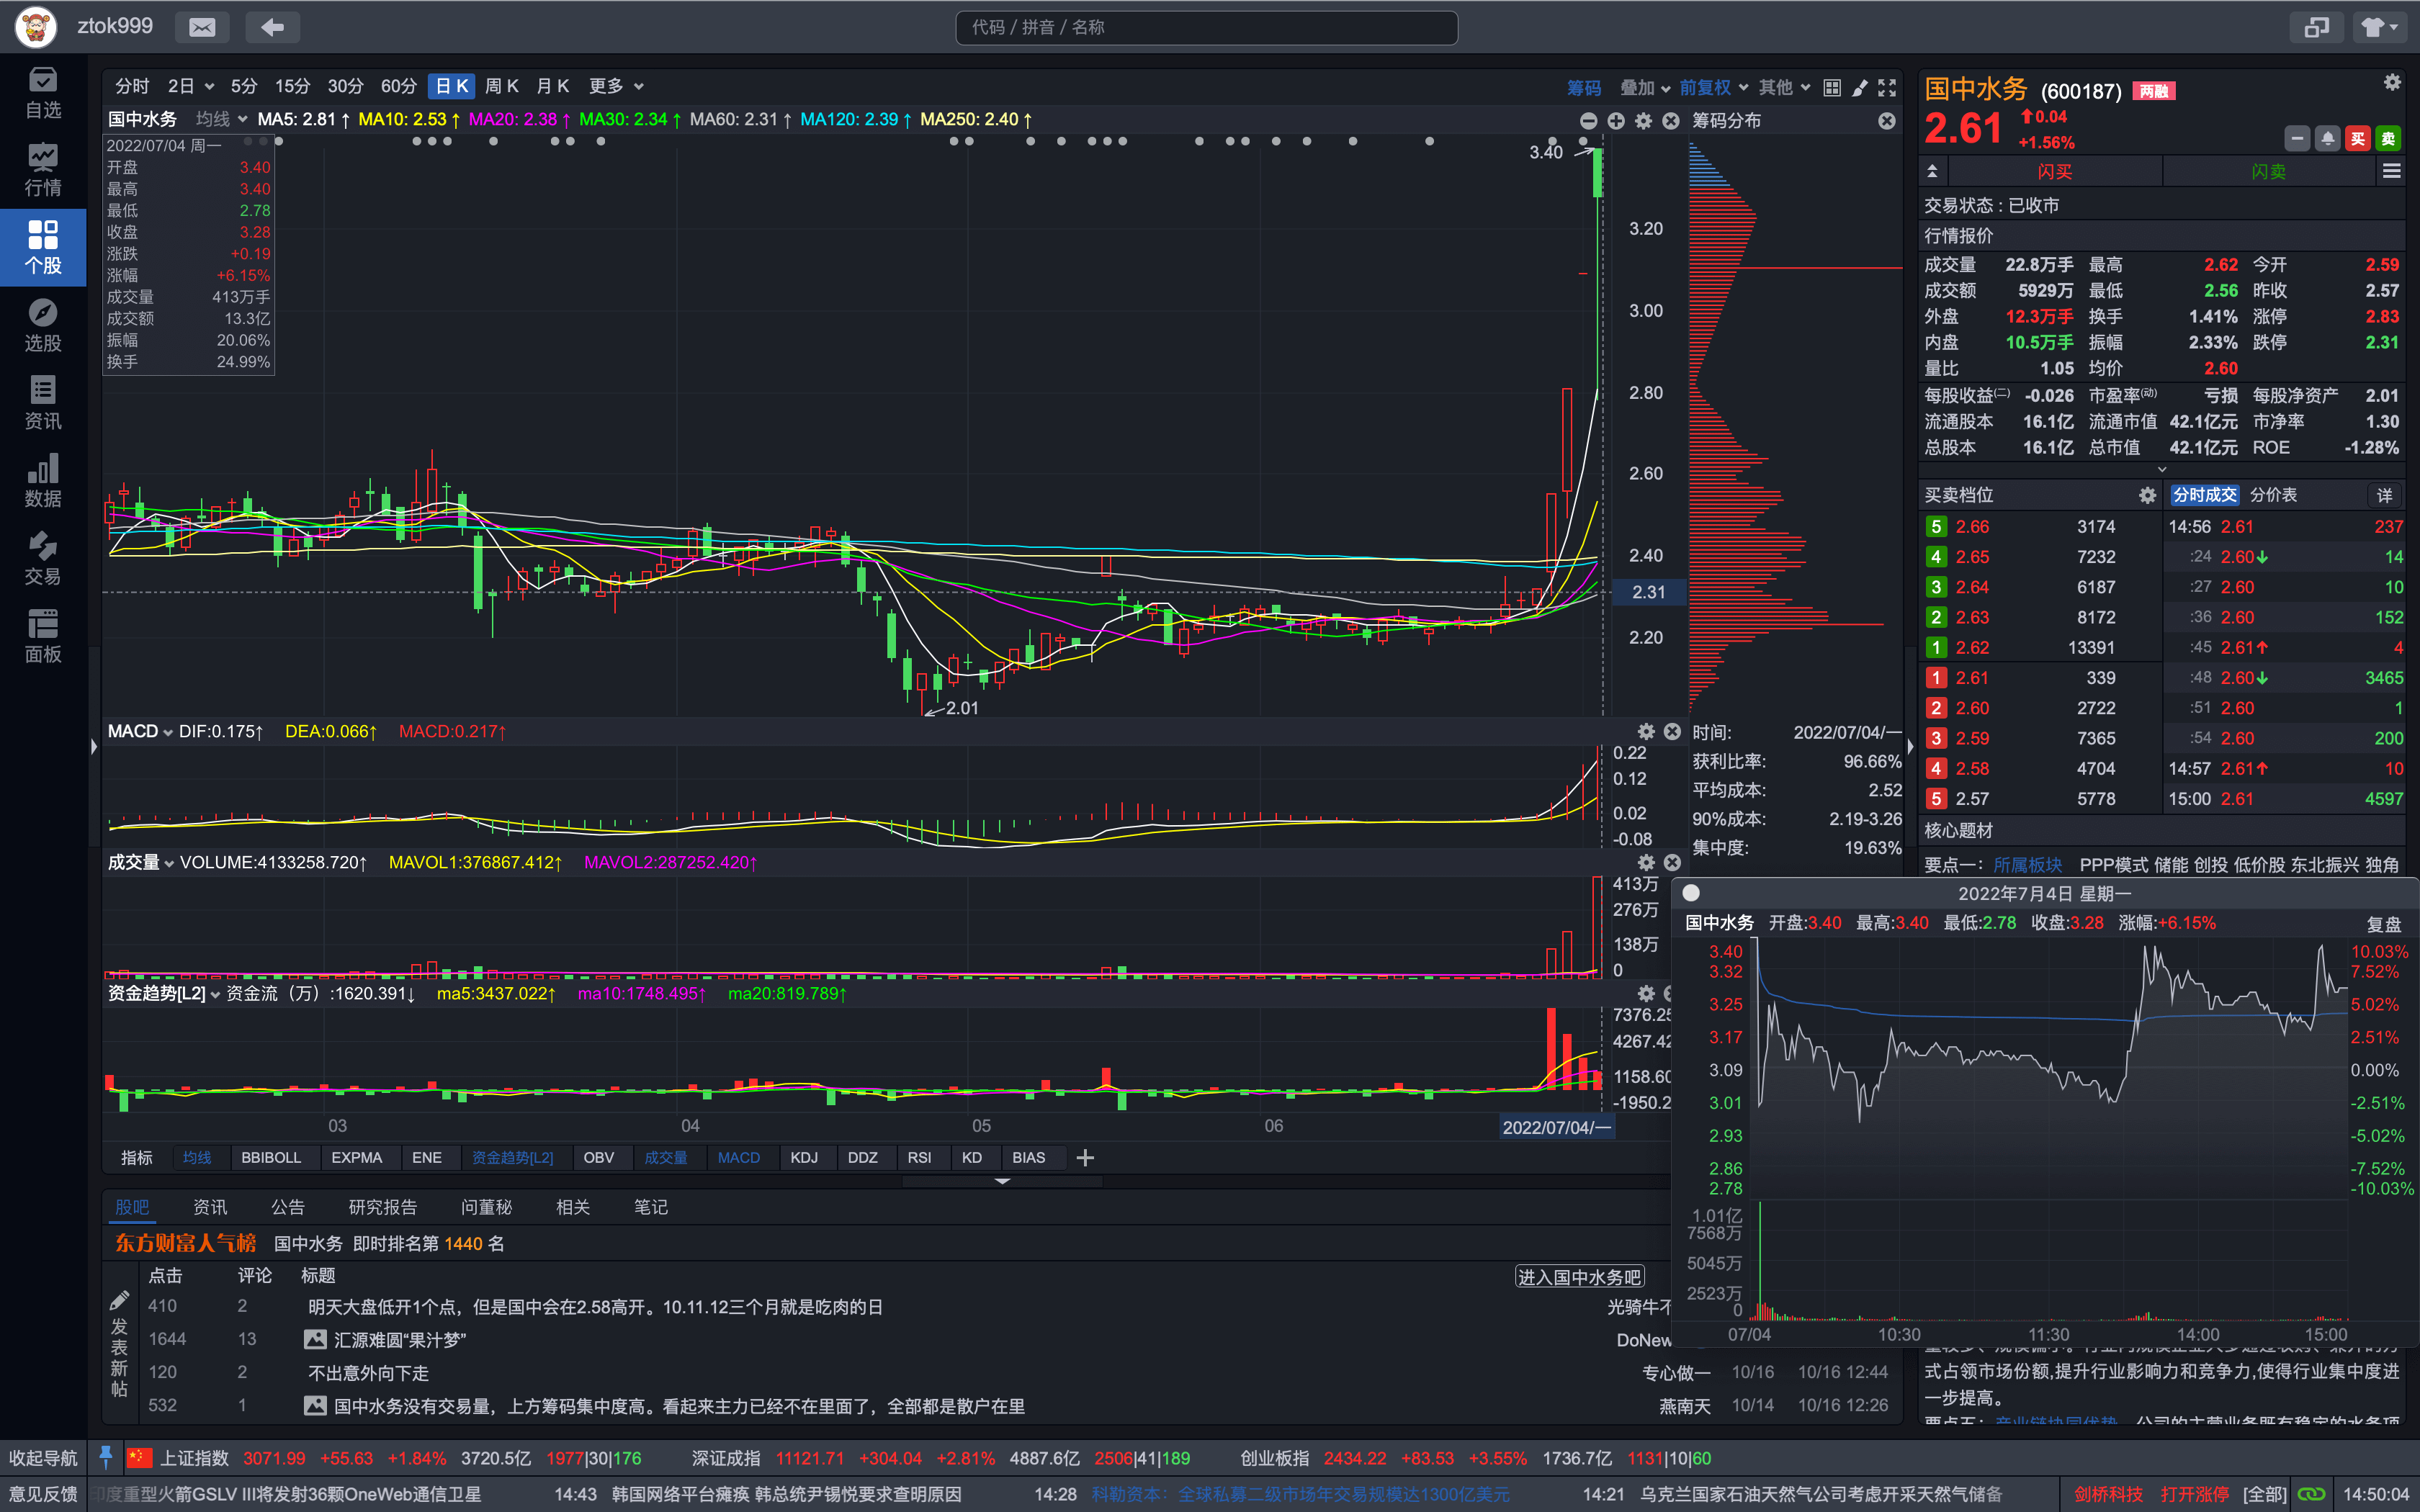 ztok999
代码 / 拼音 / 名称
自选
行情
个股
选股
资讯
数据
交易
面板
分时 2日 5分 15分 30分 60分 日K 周K 月K 更多
筹码 叠加 前复权 其他
国中水务 均线 MA5: 2.81↑ MA10: 2.53↑ MA20: 2.38↑ MA30: 2.34↑ MA60: 2.31↑ MA120: 2.39↑ MA250: 2.40↑
筹码分布
2022/07/04 周一
开盘 3.40
最高 3.40
最低 2.78
收盘 3.28
涨跌 +0.19
涨幅 +6.15%
成交量 413万手
成交额 13.3亿
振幅 20.06%
换手 24.99%
3.40
3.20
3.00
2.80
2.60
2.40
2.31
2.20
2.01
MACD DIF:0.175↑ DEA:0.066↑ MACD:0.217↑
0.22
0.12
0.02
-0.08
时间: 2022/07/04/一
获利比率: 96.66%
平均成本: 2.52
90%成本: 2.19-3.26
集中度: 19.63%
成交量 VOLUME:4133258.720↑ MAVOL1:376867.412↑ MAVOL2:287252.420↑
413万
276万
138万
0
资金趋势[L2] 资金流（万）:1620.391↓ ma5:3437.022↑ ma10:1748.495↑ ma20:819.789↑
7376.25
4267.42
1158.60
-1950.2
03 04 05 06 2022/07/04/一
指标 均线 BBIBOLL EXPMA ENE 资金趋势[L2] OBV 成交量 MACD KDJ DDZ RSI KD BIAS
股吧 资讯 公告 研究报告 问董秘 相关 笔记
东方财富人气榜 国中水务 即时排名第 1440 名
点击 评论 标题 进入国中水务吧
410 2 明天大盘低开1个点，但是国中会在2.58高开。10.11.12三个月就是吃肉的日 光骑牛不
1644 13 汇源难圆“果汁梦” DoNew
120 2 不出意外向下走 专心做一 10/16 10/16 12:44
532 1 国中水务没有交易量，上方筹码集中度高。看起来主力已经不在里面了，全部都是散户在里 燕南天 10/14 10/16 12:26
发表新帖
国中水务 (600187) 两融
2.61 0.04
+1.56%
买 卖
闪买 闪卖
交易状态：已收市
行情报价
成交量 22.8万手 最高 2.62 今开 2.59
成交额 5929万 最低 2.56 昨收 2.57
外盘 12.3万手 换手 1.41% 涨停 2.83
内盘 10.5万手 振幅 2.33% 跌停 2.31
量比 1.05 均价 2.60
每股收益(二) -0.026 市盈率(动) 亏损 每股净资产 2.01
流通股本 16.1亿 流通市值 42.1亿元 市净率 1.30
总股本 16.1亿 总市值 42.1亿元 ROE -1.28%
买卖档位 分时成交 分价表 详
5 2.66 3174 14:56 2.61 237
4 2.65 7232 :24 2.60↓ 14
3 2.64 6187 :27 2.60 10
2 2.63 8172 :36 2.60 152
1 2.62 13391 :45 2.61↑ 4
1 2.61 339 :48 2.60↓ 3465
2 2.60 2722 :51 2.60 1
3 2.59 7365 :54 2.60 200
4 2.58 4704 14:57 2.61↑ 10
5 2.57 5778 15:00 2.61 4597
核心题材
要点一： 所属板块 PPP模式 储能 创投 低价股 东北振兴 独角
2022年7月4日 星期一
国中水务 开盘:3.40 最高:3.40 最低:2.78 收盘:3.28 涨幅:+6.15% 复盘
3.40 10.03%
3.32 7.52%
3.25 5.02%
3.17 2.51%
3.09 0.00%
3.01 -2.51%
2.93 -5.02%
2.86 -7.52%
2.78 -10.03%
1.01亿
7568万
5045万
2523万
0
07/04 10:30 11:30 14:00 15:00
式占领市场份额,提升行业影响力和竞争力,使得行业集中度进
一步提高。
收起导航 上证指数 3071.99 +55.63 +1.84% 3720.5亿 1977|30|176 深证成指 11121.71 +304.04 +2.81% 4887.6亿 2506|41|189 创业板指 2434.22 +83.53 +3.55% 1736.7亿 1131|10|60
意见反馈 印度重型火箭GSLV III将发射36颗OneWeb通信卫星 14:43 韩国网络平台瘫痪 韩总统尹锡悦要求查明原因 14:28 科勒资本：全球私募二级市场年交易规模达1300亿美元 14:21 乌克兰国家石油天然气公司考虑开采天然气储备 剑桥科技 打开涨停 [全部] 14:50:04